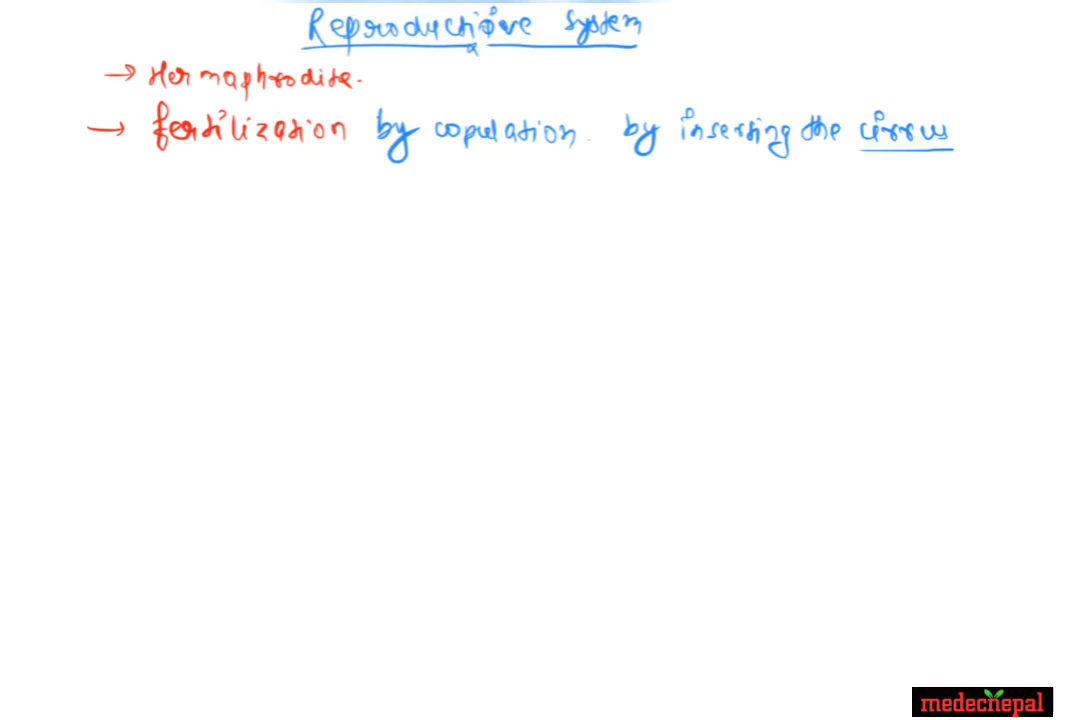 Reproductive System
→ Hermaphrodite.
→ fertilization by copulation. by inserting the cirrus
medecnepal